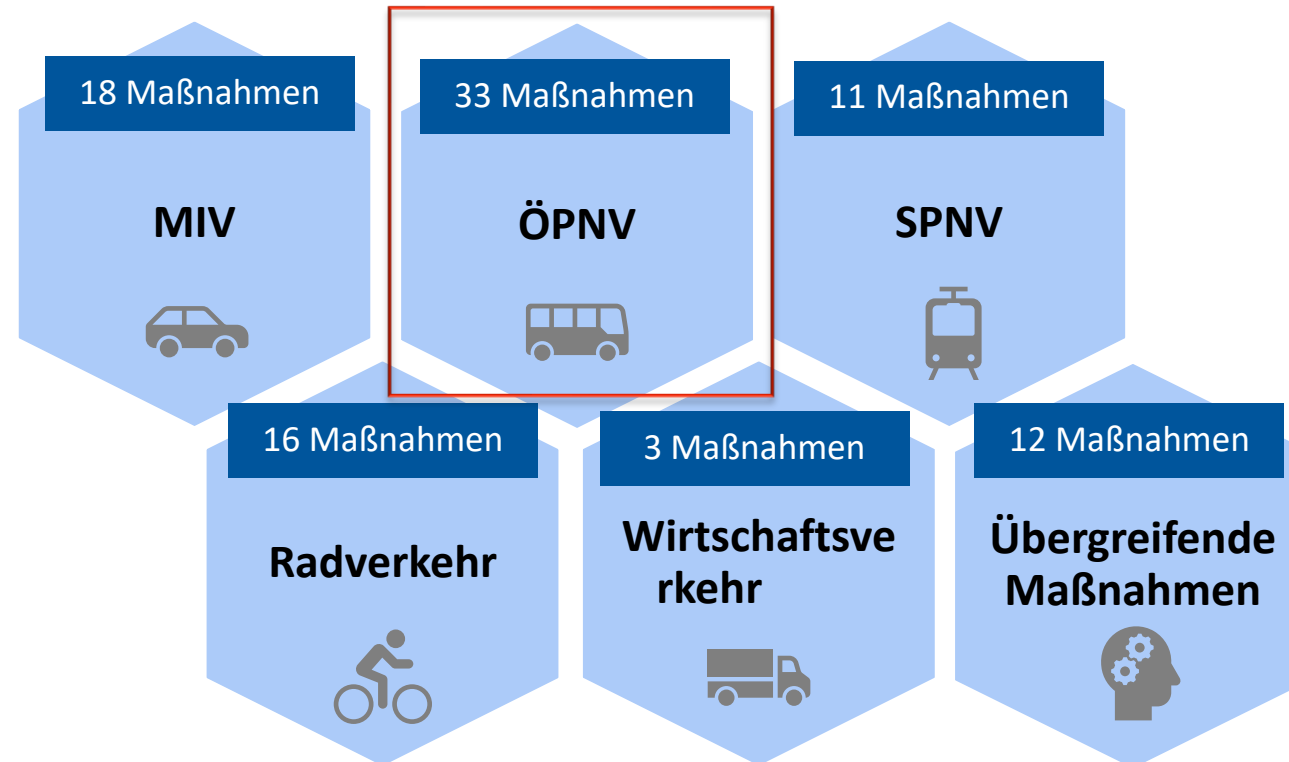 18 Maßnahmen
MIV
33 Maßnahmen
ÖPNV
11 Maßnahmen
SPNV
16 Maßnahmen
Radverkehr
3 Maßnahmen
Wirtschaftsve
rkehr
12 Maßnahmen
Übergreifende
Maßnahmen